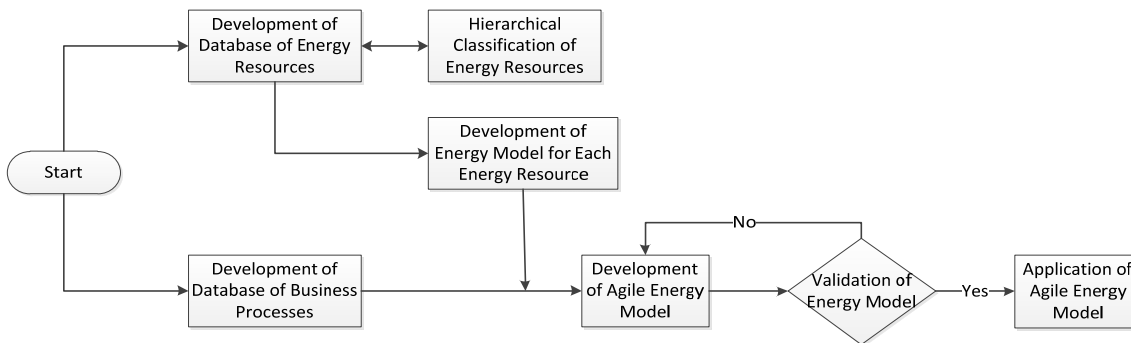 Development of
Database of Energy
Resources
Hierarchical
Classification of
Energy Resources
Development of
Energy Model for Each
Energy Resource
Start
No
Development of
Database of Business
Processes
Development
of Agile Energy
Model
Validation of
Energy Model
Yes
Application of
Agile Energy
Model